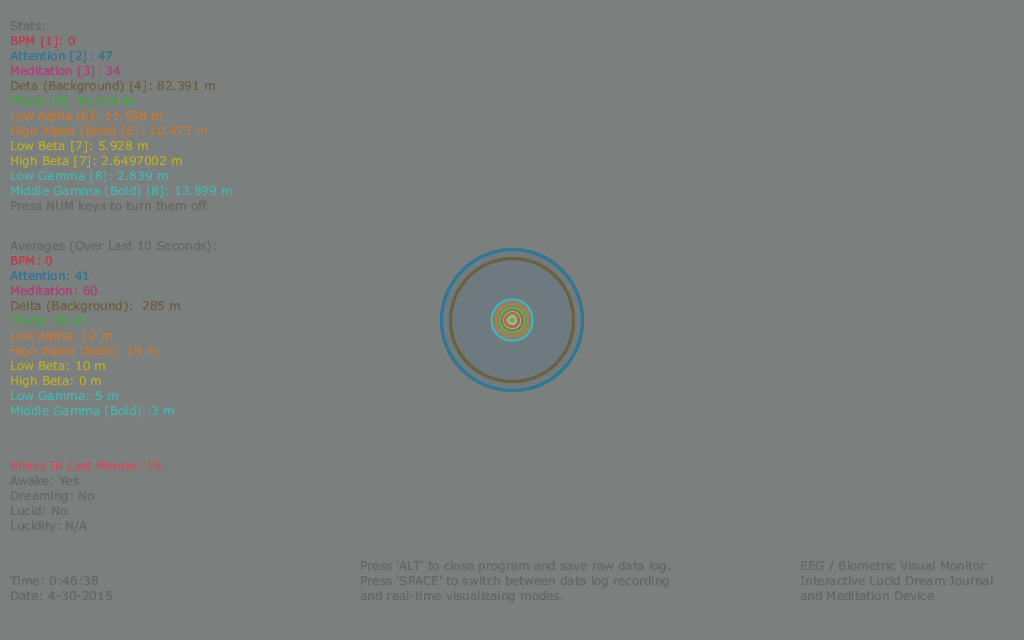 Stats:
BPM [1]: 0
Attention [2]: 47
Meditation [3]: 34
Deta (Background) [4]: 82.391 m
Low Alpha [6]: 11.558 m
High Alpha (Bold) [6]: 10.473 m
Low Beta [7]: 5.928 m
High Beta [7]: 2.6497002 m
Low Gamma [8]: 2.839 m
Middle Gamma (Bold) [8]: 13.899 m
Press NUM keys to turn them off
Averages (Over Last 10 Seconds):
BPM: 0
Attention: 41
Meditation: 60
Delta (Background): 285 m
Theta: m
Low Alpha: 12 m
High Alpha (Bold): 19 m
Low Beta: 10 m
High Beta: 0 m
Low Gamma: 5 m
Middle Gamma (Bold): 3 m
Blinks In Last Minute: 16
Awake: Yes
Dreaming: No
Lucid: No
Lucidity: N/A
Time: 0:46:38
Date: 4-30-2015
Press 'ALT' to close program and save raw data log.
Press 'SPACE' to switch between data log recording
and real-time visualizaing modes.
EEG / Biometric Visual Monitor
Interactive Lucid Dream Journal
and Meditation Device